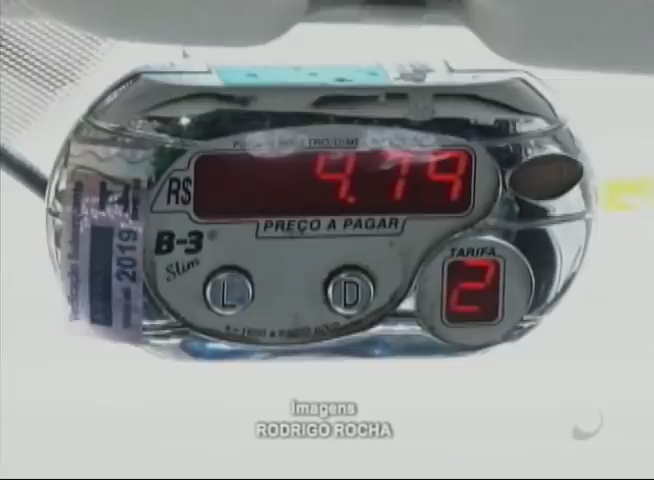 R$ 4.79
PREÇO A PAGAR
B-3®
Slim
TARIFA
L D 2
2019
Imagens
RODRIGO ROCHA